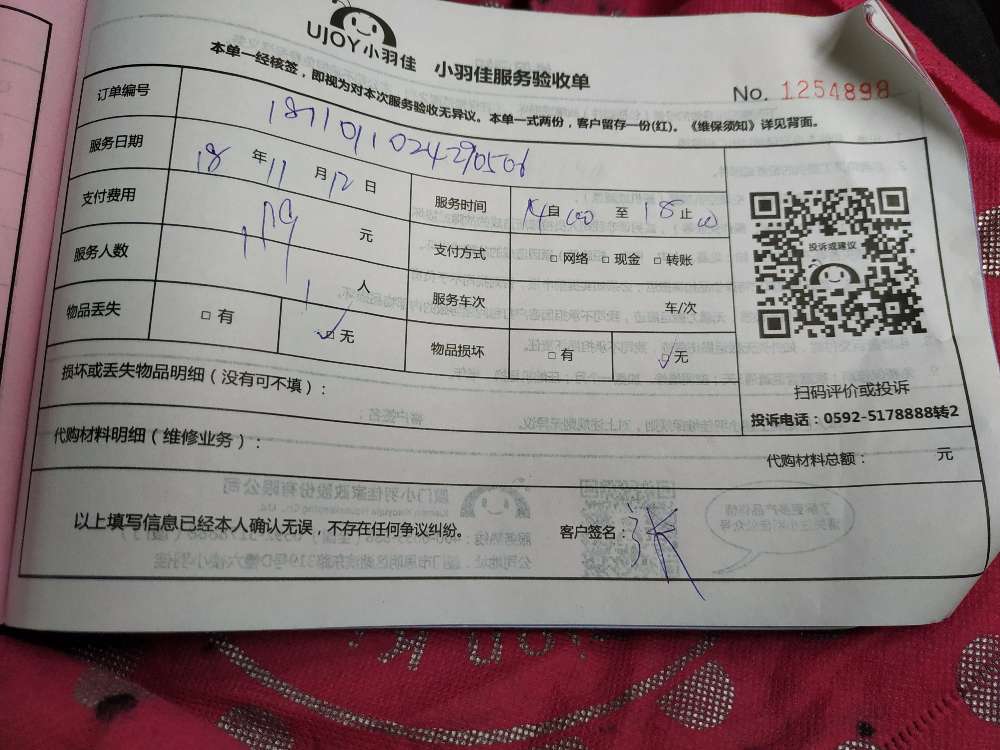 UJOY小羽佳 小羽佳服务验收单
No. 1254898
本单一经核签，即视为对本次服务验收无异议。本单一式两份，客户留存一份(红)。《维保须知》详见背面。
订单编号
服务日期 18 年 11 月 12 日 服务时间 14 自 00 至 18 止 00
支付费用 元 支付方式 □ 网络 □ 现金 □ 转账
服务人数 1 人 服务车次 车/次
物品丢失 □ 有 ☑ 无 物品损坏 □ 有 ☑ 无
投诉或建议
扫码评价或投诉
投诉电话：0592-5178888转2
损坏或丢失物品明细（没有可不填）：
代购材料明细（维修业务）： 代购材料总额： 元
以上填写信息已经本人确认无误，不存在任何争议纠纷。 客户签名：张